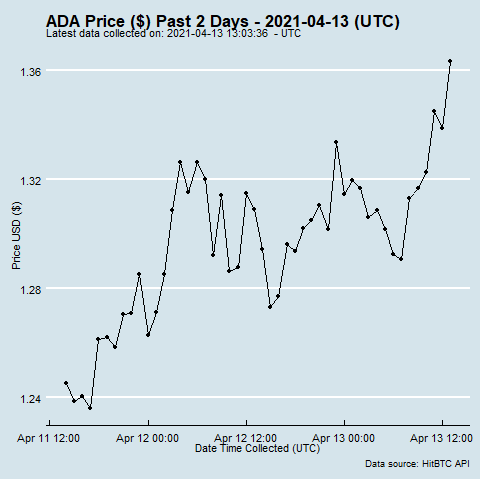 ADA Price ($) Past 2 Days - 2021-04-13 (UTC)
Latest data collected on: 2021-04-13 13:03:36 - UTC
1.36
1.32
1.28
1.24
Price USD ($)
Apr 11 12:00 Apr 12 00:00 Apr 12 12:00 Apr 13 00:00 Apr 13 12:00
Date Time Collected (UTC)
Data source: HitBTC API